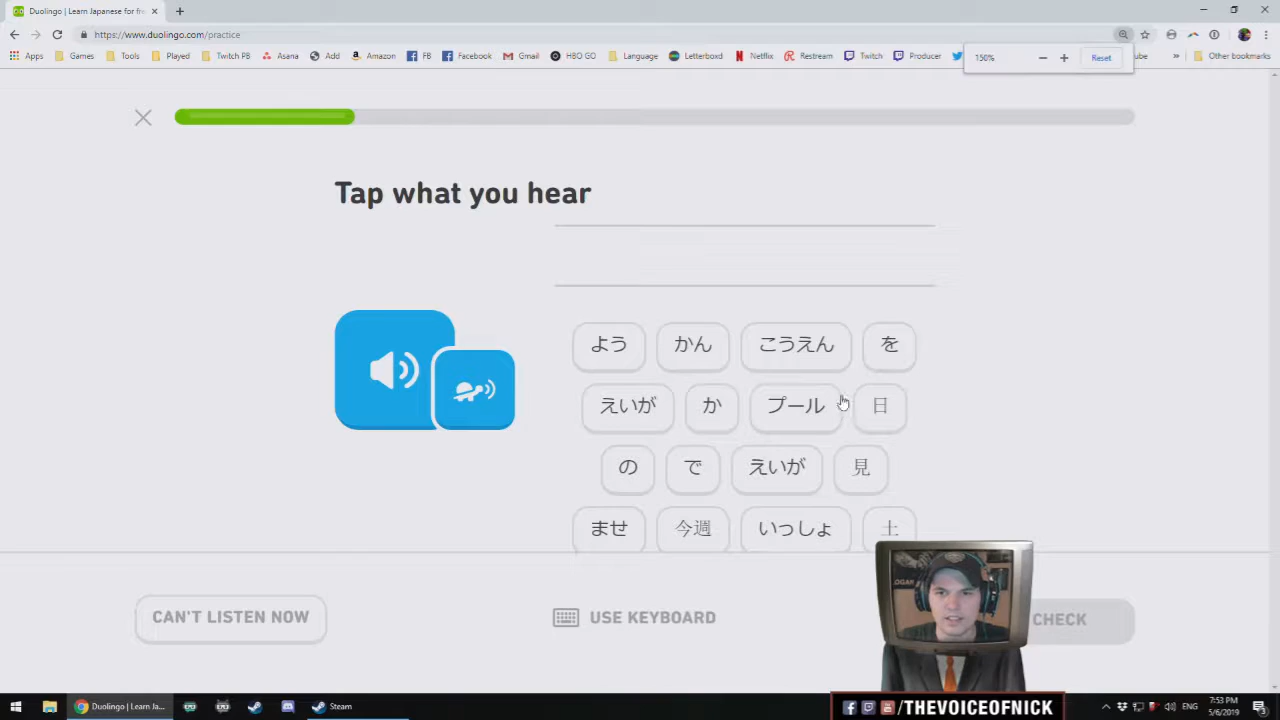 Duolingo | Learn Japanese for fr
https://www.duolingo.com/practice
Apps Games Tools Played Twitch PB Asana Add Amazon FB Facebook Gmail HBO GO Language Letterboxd Netflix Restream Twitch Producer ube » Other bookmarks
150% Reset
Tap what you hear
よう かん こうえん を
えいが か プール 日
の で えいが 見
ませ 今週 いっしょ 土
CAN'T LISTEN NOW USE KEYBOARD CHECK
Duolingo | Learn Ja... Steam
/THEVOICEOFNICK
ENG
7:53 PM
5/6/2019